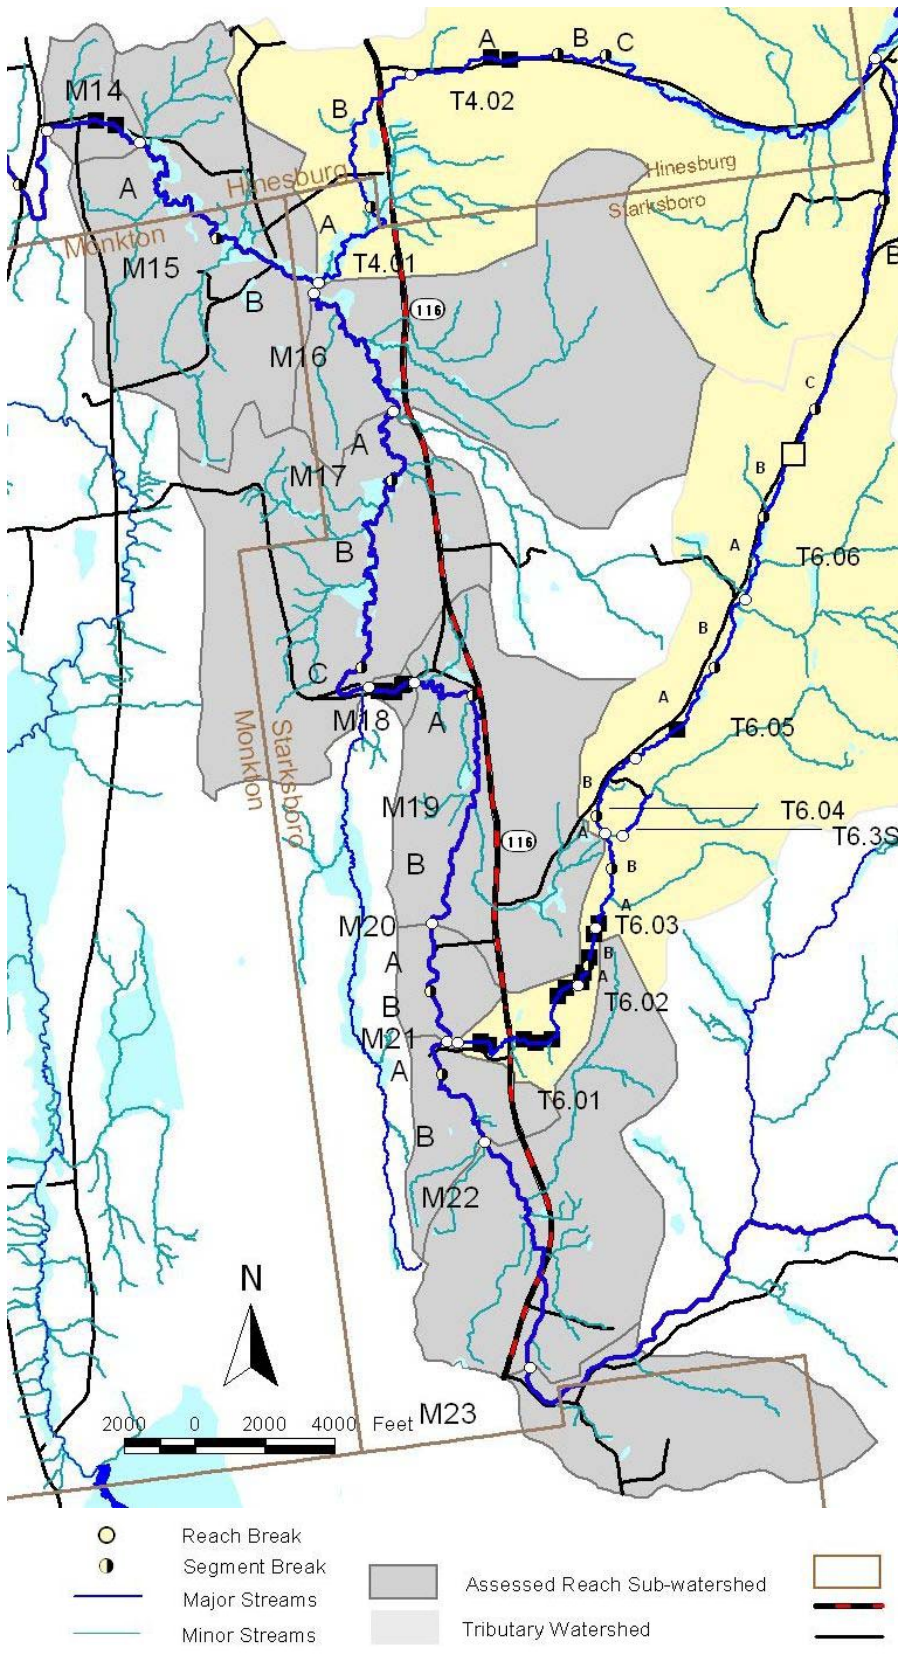 A
B
C
M14
T4.02
B
Hinesburg
Hinesburg
A
Starksboro
A
Monkton
M15
T4.01
B
B
116
M16
C
A
M17
B
B
A
T6.06
B
C
A
M18
A
T6.05
Monkton
Starksboro
B
M19
T6.04
A
T6.3S
116
B
B
A
M20
T6.03
A
B
A
B
T6.02
M21
A
T6.01
B
M22
N
M23
2000 0 2000 4000 Feet
Reach Break
Segment Break
Major Streams
Minor Streams
Assessed Reach Sub-watershed
Tributary Watershed